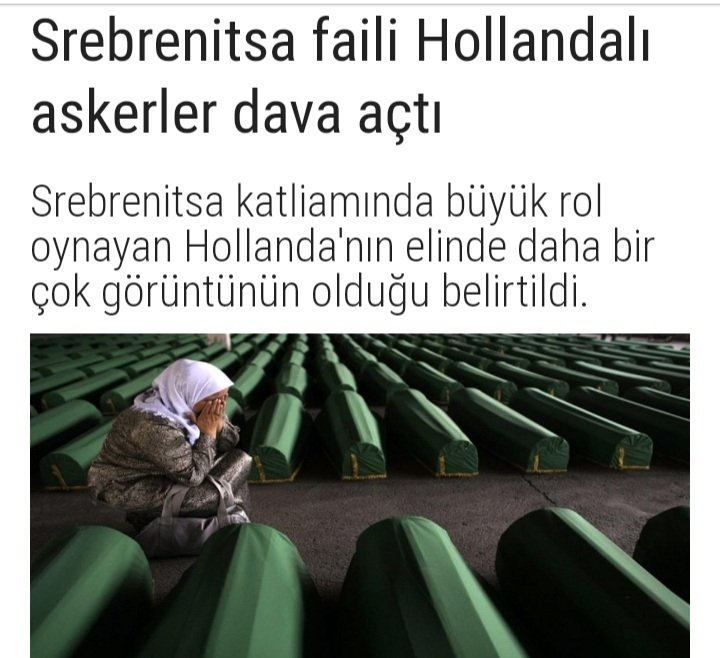 Srebrenitsa faili Hollandalı
askerler dava açtı
Srebrenitsa katliamında büyük rol
oynayan Hollanda'nın elinde daha bir
çok görüntünün olduğu belirtildi.